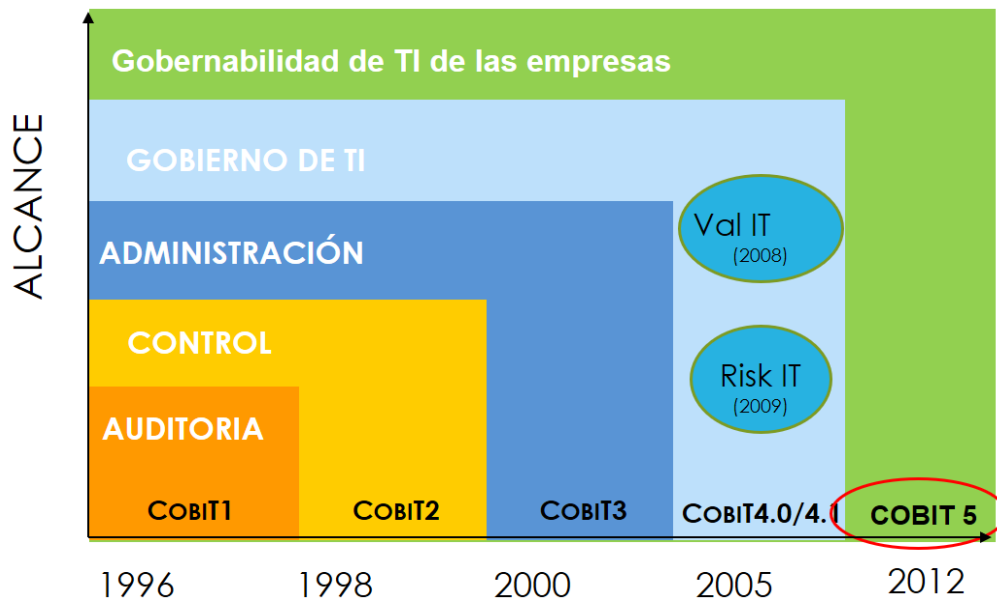 ALCANCE
Gobernabilidad de TI de las empresas
GOBIERNO DE TI
Val IT
(2008)
ADMINISTRACIÓN
CONTROL
Risk IT
(2009)
AUDITORIA
COBIT1
COBIT2
COBIT3
COBIT4.0/4.1
COBIT 5
1996
1998
2000
2005
2012